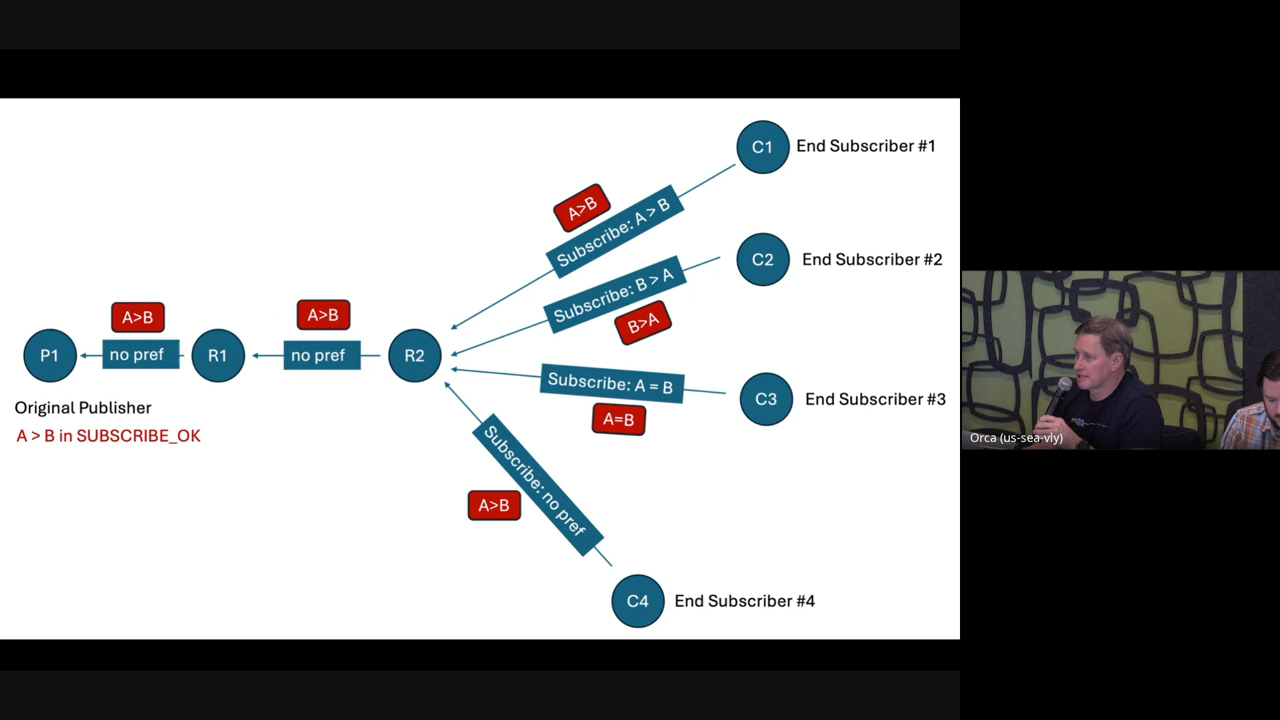 C1
End Subscriber #1
A>B
Subscribe: A > B
C2
End Subscriber #2
Subscribe: B > A
B>A
A>B
A>B
P1
no pref
R1
no pref
R2
Subscribe: A = B
C3
End Subscriber #3
A=B
Original Publisher
A > B in SUBSCRIBE_OK
Subscribe: no pref
A>B
C4
End Subscriber #4
Orca (us-sea-vly)